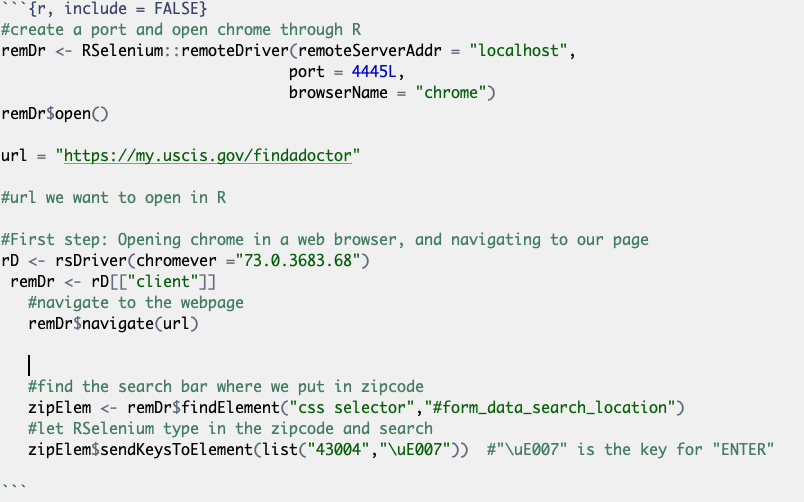 ```{r, include = FALSE}
#create a port and open chrome through R
remDr <- RSelenium::remoteDriver(remoteServerAddr = "localhost",
                                 port = 4445L,
                                 browserName = "chrome")
remDr$open()
url = "https://my.uscis.gov/findadoctor"
#url we want to open in R
#First step: Opening chrome in a web browser, and navigating to our page
rD <- rsDriver(chromever ="73.0.3683.68")
 remDr <- rD[["client"]]
   #navigate to the webpage
   remDr$navigate(url)
   #find the search bar where we put in zipcode
   zipElem <- remDr$findElement("css selector","#form_data_search_location")
   #let RSelenium type in the zipcode and search
   zipElem$sendKeysToElement(list("43004","\uE007"))  #"\uE007" is the key for "ENTER"
```